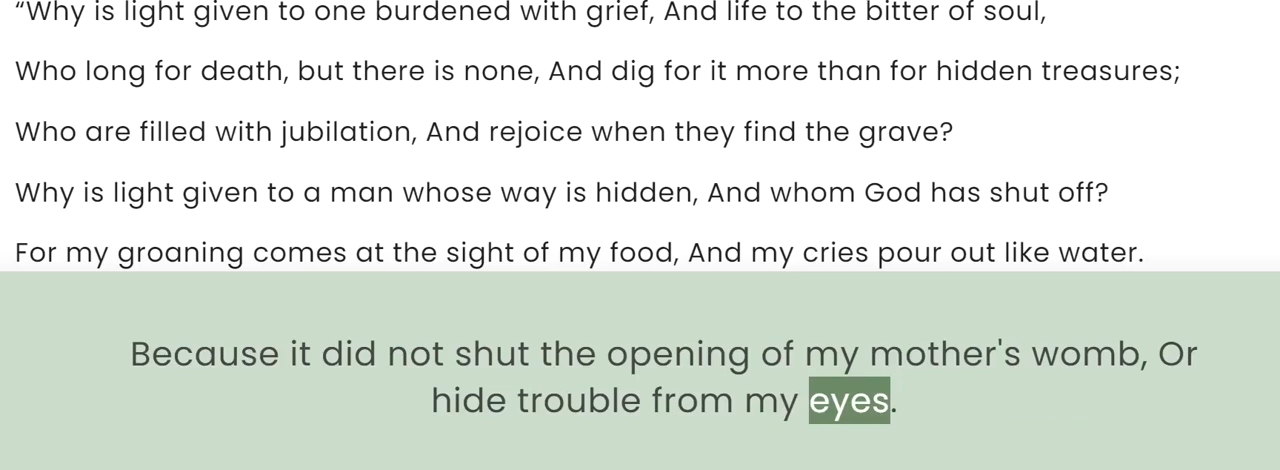 “Why is light given to one burdened with grief, And life to the bitter of soul,
Who long for death, but there is none, And dig for it more than for hidden treasures;
Who are filled with jubilation, And rejoice when they find the grave?
Why is light given to a man whose way is hidden, And whom God has shut off?
For my groaning comes at the sight of my food, And my cries pour out like water.
Because it did not shut the opening of my mother's womb, Or
hide trouble from my eyes.